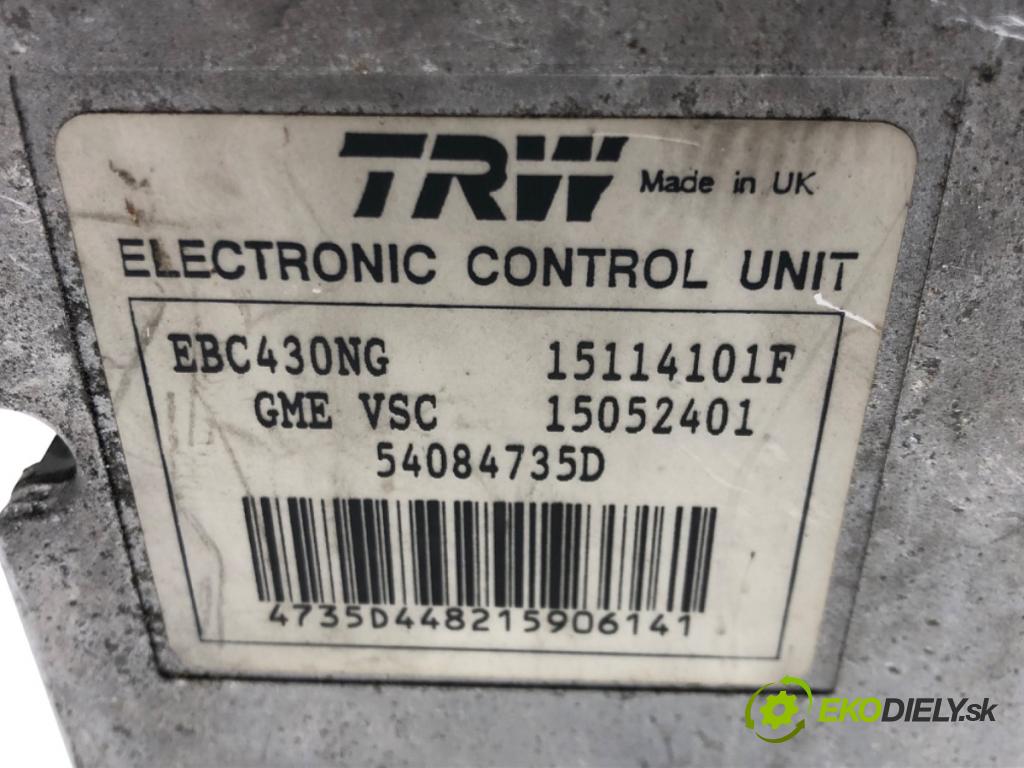 TRW Made in UK
ELECTRONIC CONTROL UNIT
EBC430NG 15114101F
GME VSC 15052401
54084735D
4735D448215906141
EKODIELY.sk